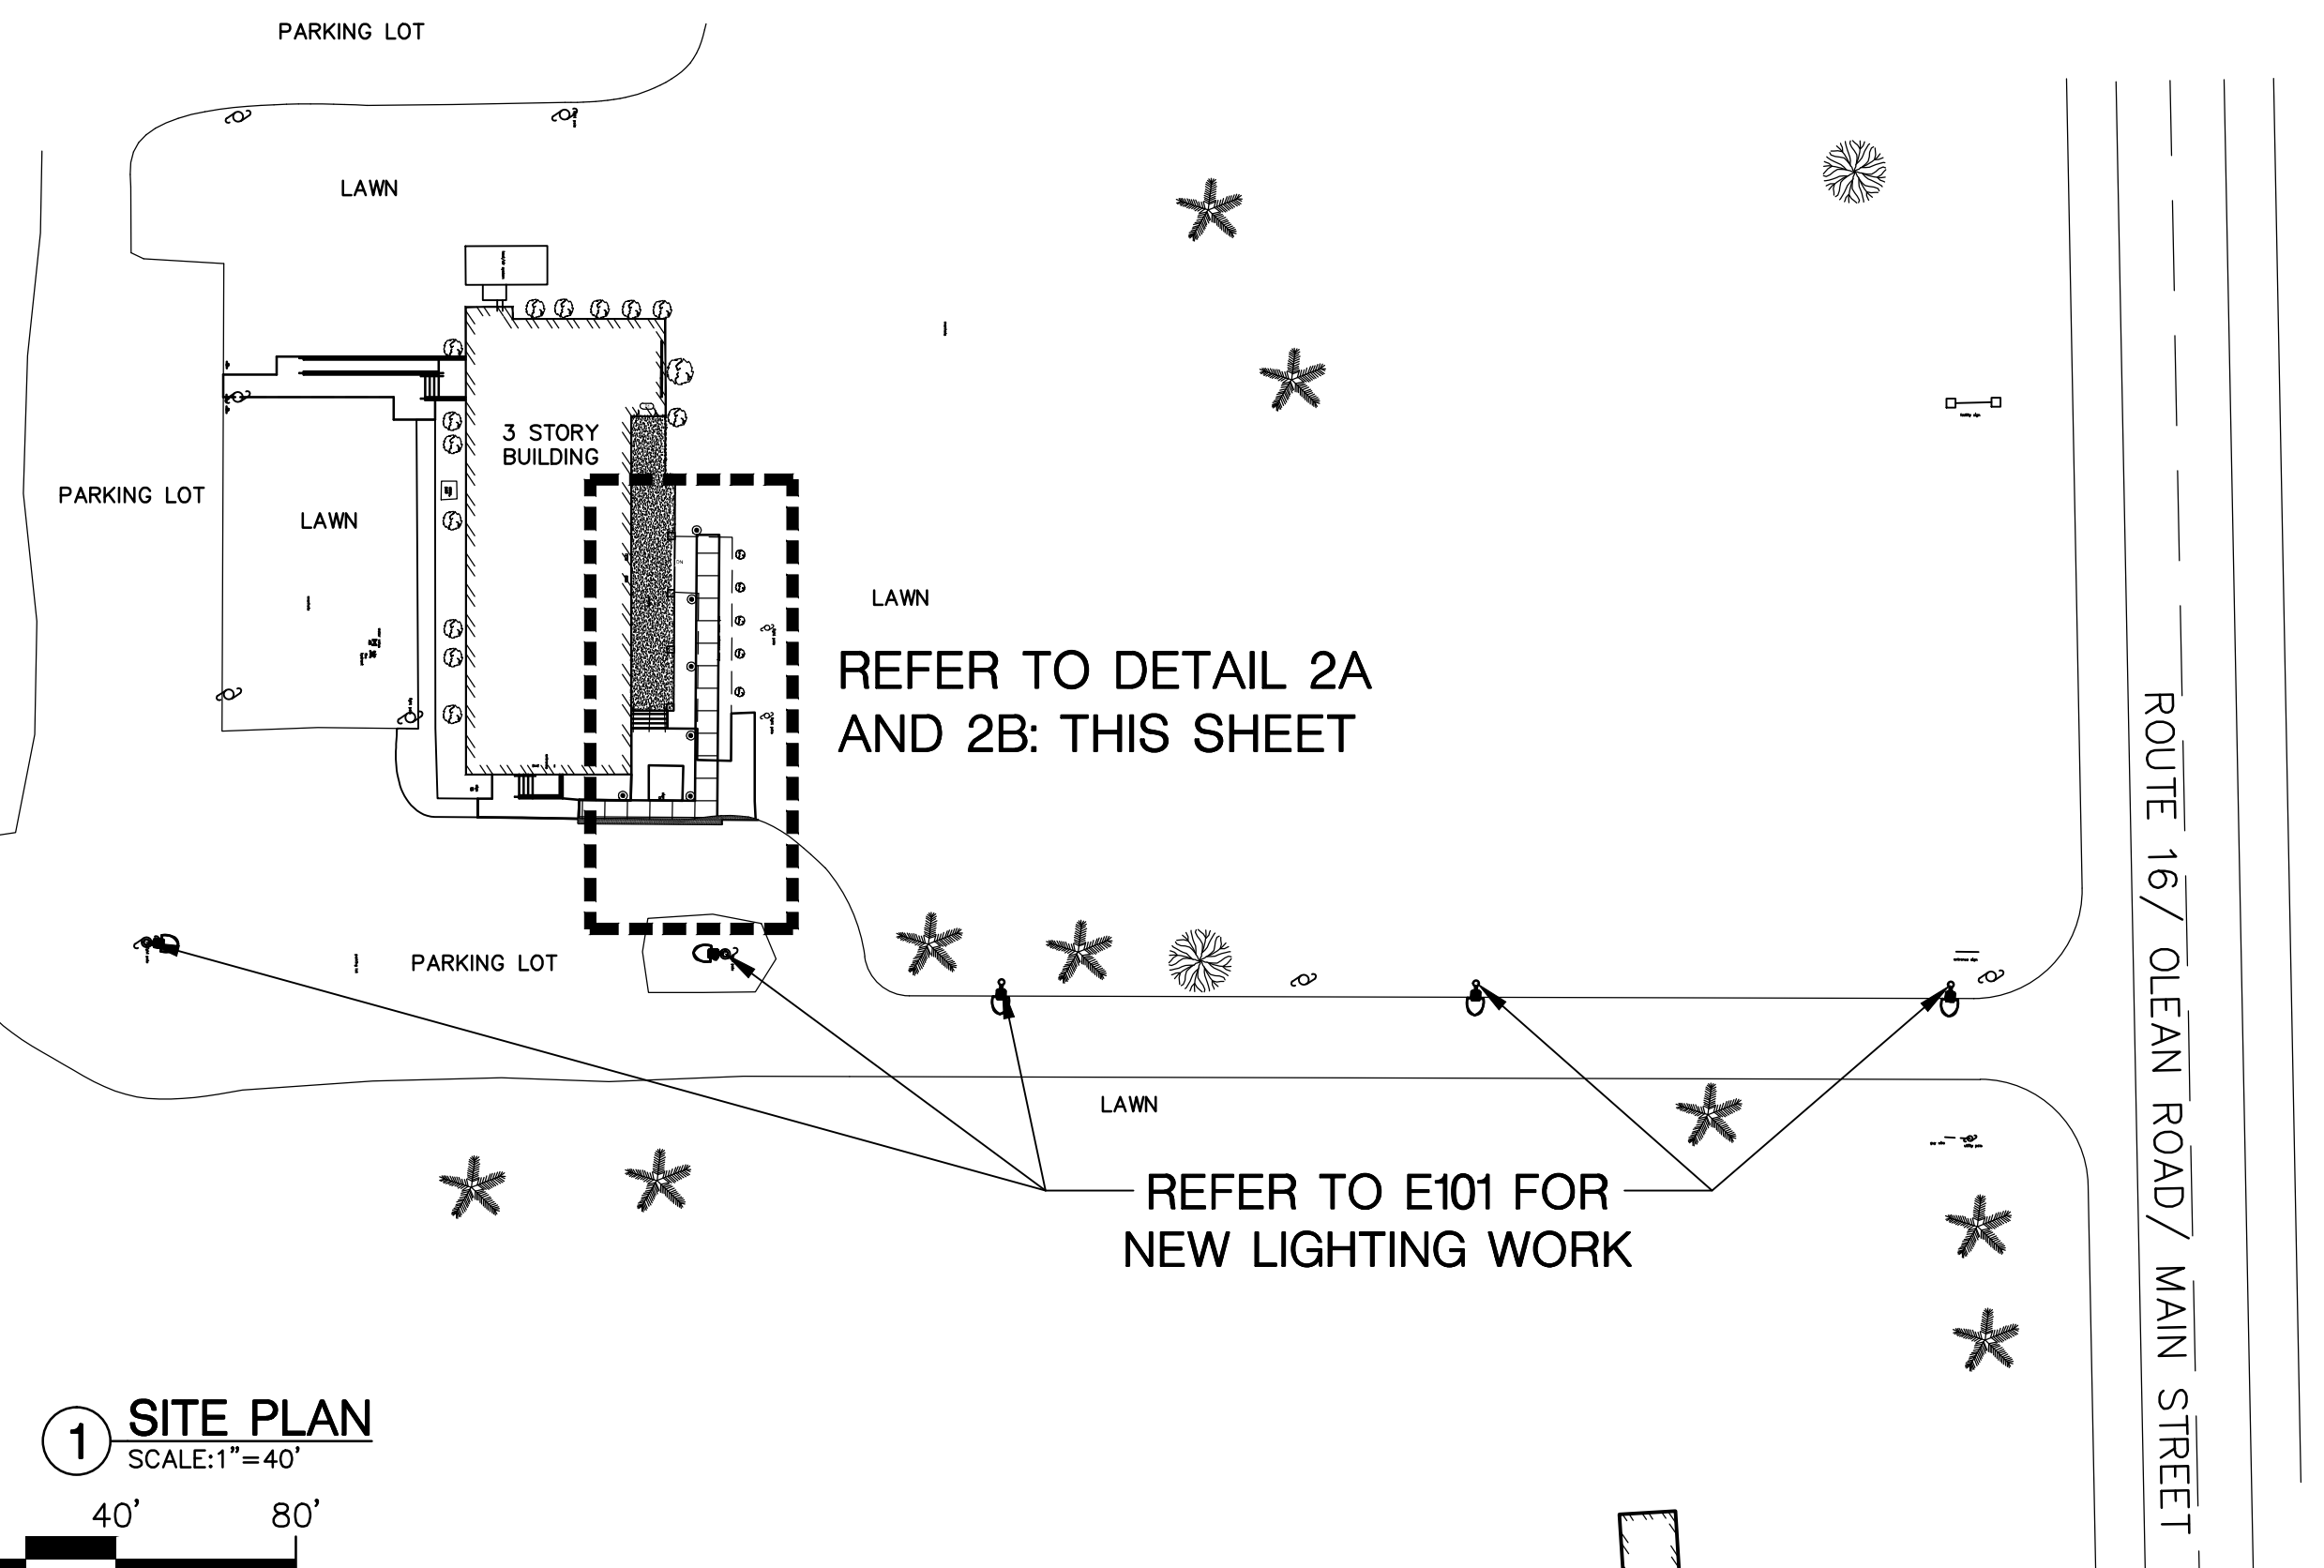 PARKING LOT
LAWN
3 STORY
BUILDING
PARKING LOT
LAWN
LAWN
REFER TO DETAIL 2A
AND 2B: THIS SHEET
ROUTE 16/ OLEAN ROAD/ MAIN STREET
PARKING LOT
LAWN
REFER TO E101 FOR
NEW LIGHTING WORK
1
SITE PLAN
SCALE:1"=40'
40'
80'